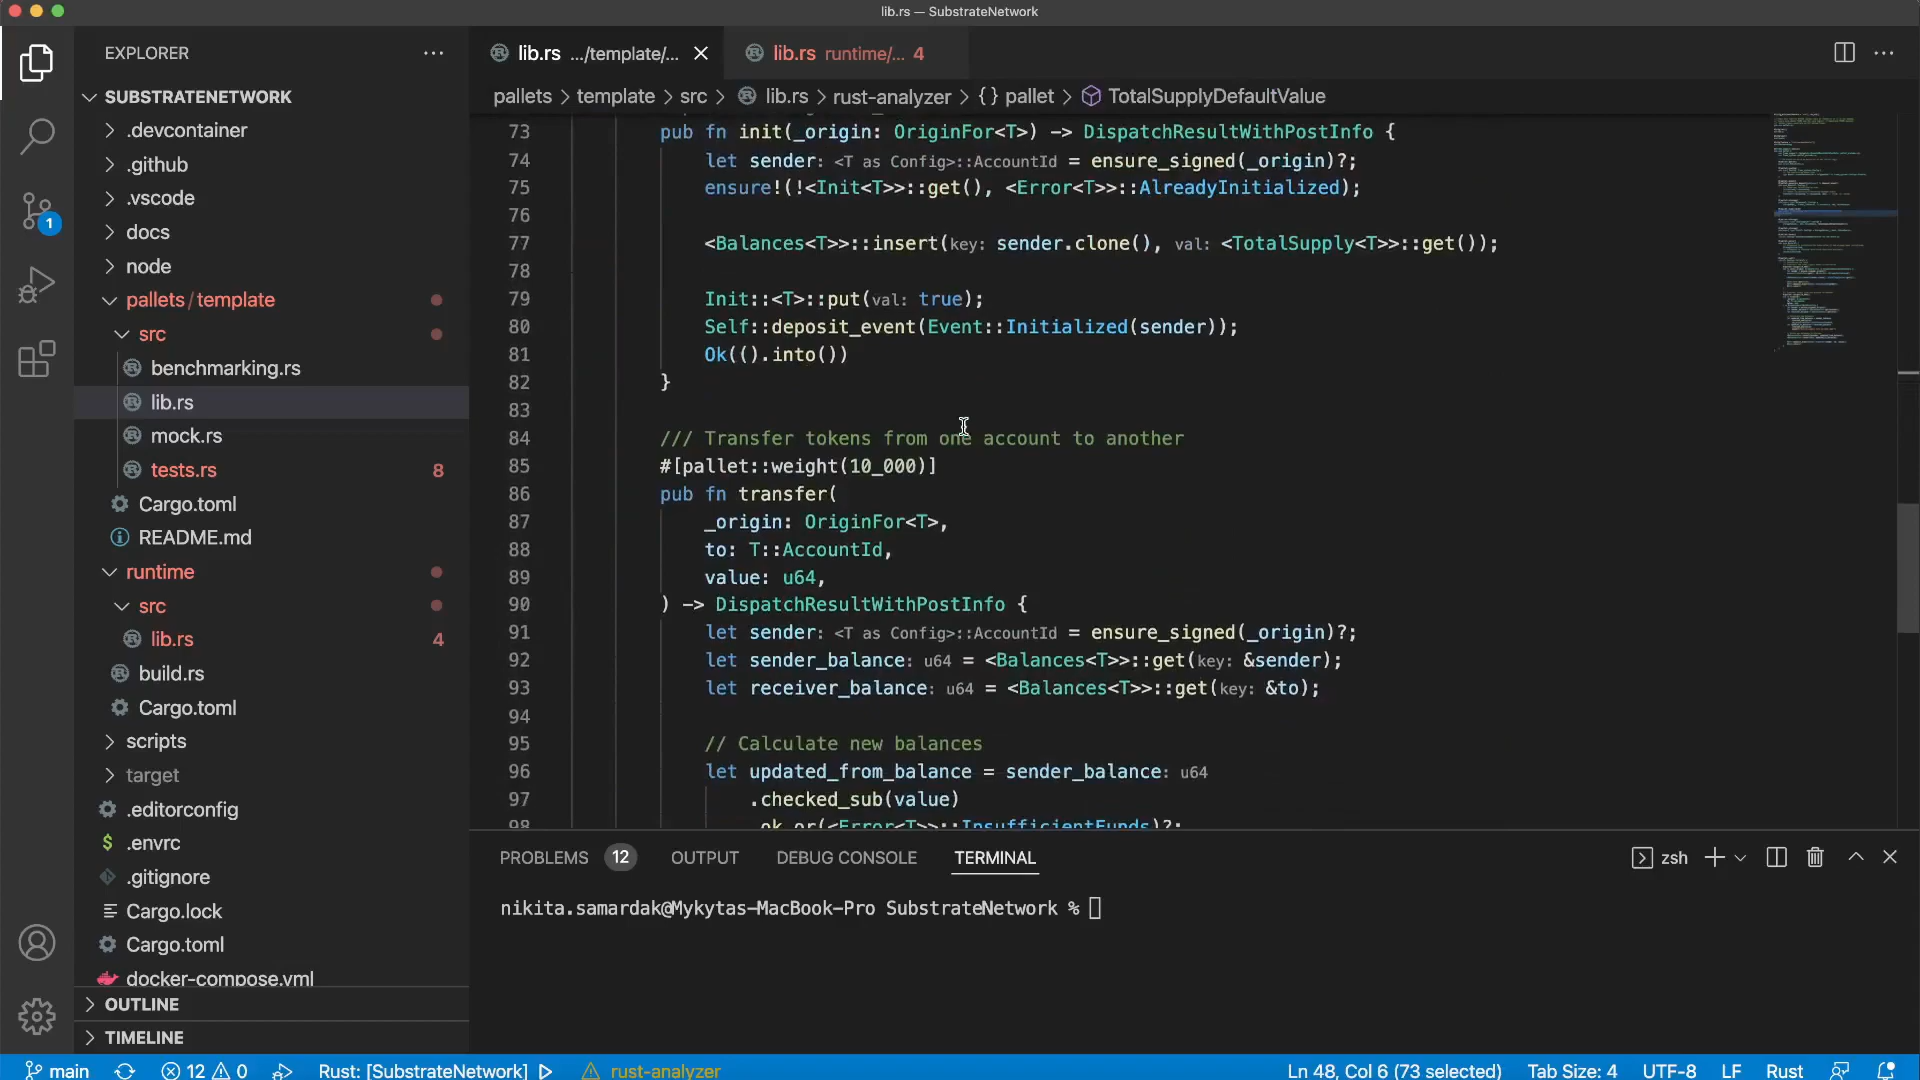 lib.rs — SubstrateNetwork
EXPLORER
SUBSTRATENETWORK
.devcontainer
.github
.vscode
docs
node
pallets / template
src
benchmarking.rs
lib.rs
mock.rs
tests.rs 8
Cargo.toml
README.md
runtime
src
lib.rs 4
build.rs
Cargo.toml
scripts
target
.editorconfig
.envrc
.gitignore
Cargo.lock
Cargo.toml
docker-compose.yml
OUTLINE
TIMELINE
1
lib.rs .../template/...
lib.rs runtime/... 4
pallets > template > src > lib.rs > rust-analyzer > {} pallet > TotalSupplyDefaultValue
73 pub fn init(_origin: OriginFor<T>) -> DispatchResultWithPostInfo {
74 let sender: <T as Config>::AccountId = ensure_signed(_origin)?;
75 ensure!(!<Init<T>>::get(), <Error<T>>::AlreadyInitialized);
76
77 <Balances<T>>::insert(key: sender.clone(), val: <TotalSupply<T>>::get());
78
79 Init::<T>::put(val: true);
80 Self::deposit_event(Event::Initialized(sender));
81 Ok(().into())
82 }
83
84 /// Transfer tokens from one account to another
85 #[pallet::weight(10_000)]
86 pub fn transfer(
87 _origin: OriginFor<T>,
88 to: T::AccountId,
89 value: u64,
90 ) -> DispatchResultWithPostInfo {
91 let sender: <T as Config>::AccountId = ensure_signed(_origin)?;
92 let sender_balance: u64 = <Balances<T>>::get(key: &sender);
93 let receiver_balance: u64 = <Balances<T>>::get(key: &to);
94
95 // Calculate new balances
96 let updated_from_balance = sender_balance: u64
97 .checked_sub(value)
98 .ok_or(<Error<T>>::InsufficientFunds)?;
PROBLEMS 12 OUTPUT DEBUG CONSOLE TERMINAL
zsh
nikita.samardak@Mykytas-MacBook-Pro SubstrateNetwork %
main 12 0 Rust: [SubstrateNetwork] rust-analyzer Ln 48, Col 6 (73 selected) Tab Size: 4 UTF-8 LF Rust